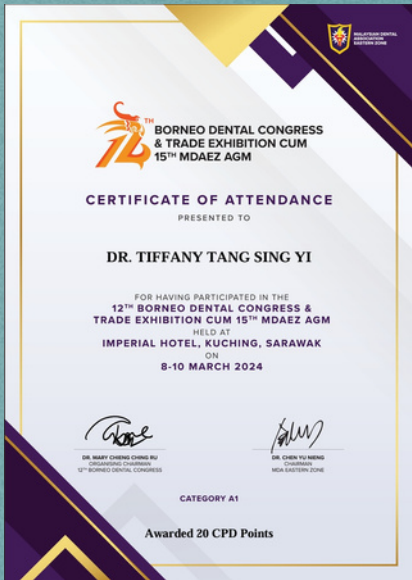 MALAYSIAN DENTAL
ASSOCIATION
EASTERN ZONE
12TH BORNEO DENTAL CONGRESS
& TRADE EXHIBITION CUM
15TH MDAEZ AGM
CERTIFICATE OF ATTENDANCE
PRESENTED TO
DR. TIFFANY TANG SING YI
FOR HAVING PARTICIPATED IN THE
12TH BORNEO DENTAL CONGRESS &
TRADE EXHIBITION CUM 15TH MDAEZ AGM
HELD AT
IMPERIAL HOTEL, KUCHING, SARAWAK
ON
8-10 MARCH 2024
DR. MARY CHIENG CHING RU
ORGANISING CHAIRMAN
12TH BORNEO DENTAL CONGRESS
DR. CHEN YU NIENG
CHAIRMAN
MDA EASTERN ZONE
CATEGORY A1
Awarded 20 CPD Points